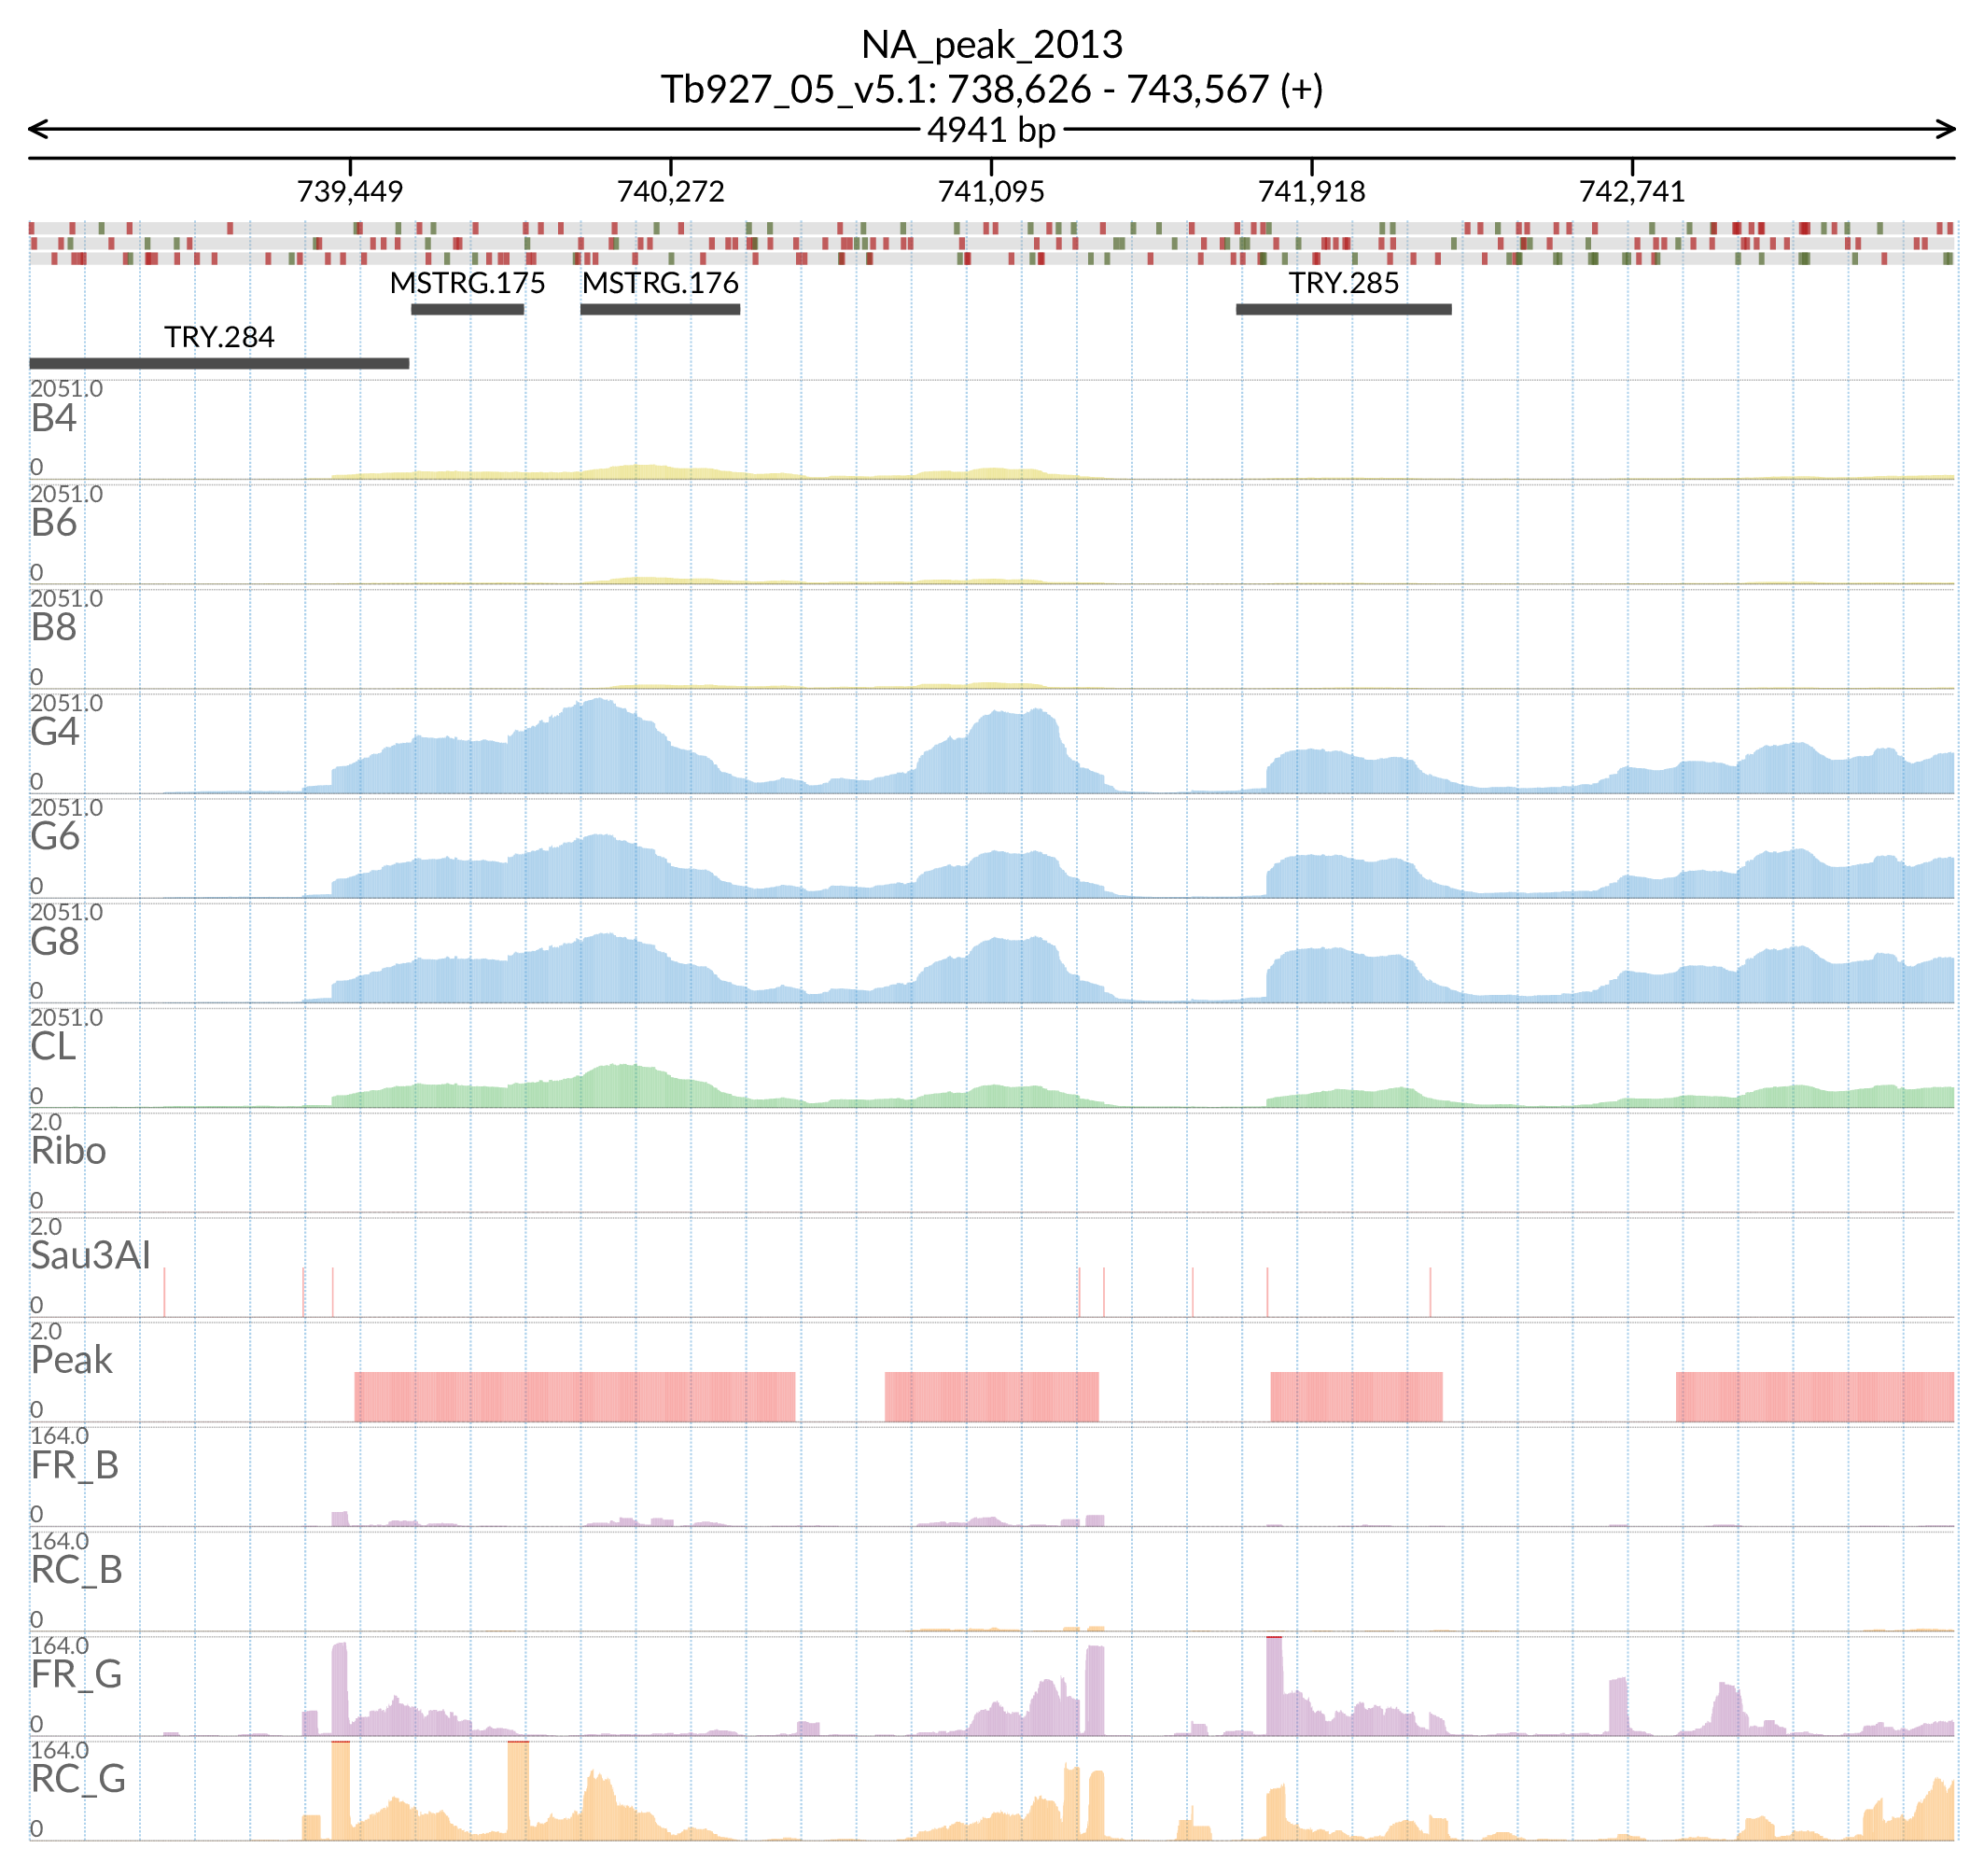 NA_peak_2013
Tb927_05_v5.1: 738,626 - 743,567 (+)
4941 bp
739,449 740,272 741,095 741,918 742,741
MSTRG.175 MSTRG.176 TRY.285
TRY.284
2051.0
B4
0
2051.0
B6
0
2051.0
B8
0
2051.0
G4
0
2051.0
G6
0
2051.0
G8
0
2051.0
CL
0
2.0
Ribo
0
2.0
Sau3AI
0
2.0
Peak
0
164.0
FR_B
0
164.0
RC_B
0
164.0
FR_G
0
164.0
RC_G
0